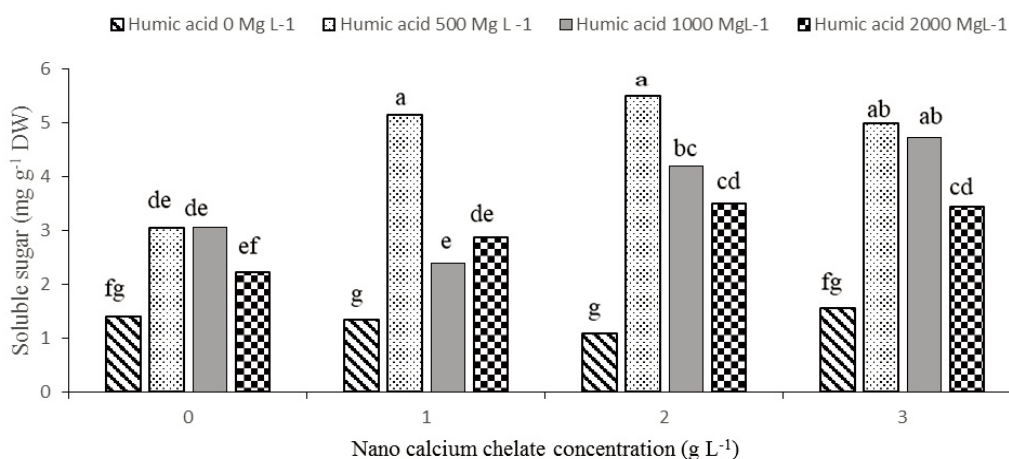 Humic acid 0 Mg L-1 Humic acid 500 Mg L -1 Humic acid 1000 MgL-1 Humic acid 2000 MgL-1
6
5
4
3
2
1
0
Soluble sugar (mg g⁻¹ DW)
fg de de ef
g a e de
g a bc cd
ab ab cd
0 1 2 3
Nano calcium chelate concentration (g L⁻¹)